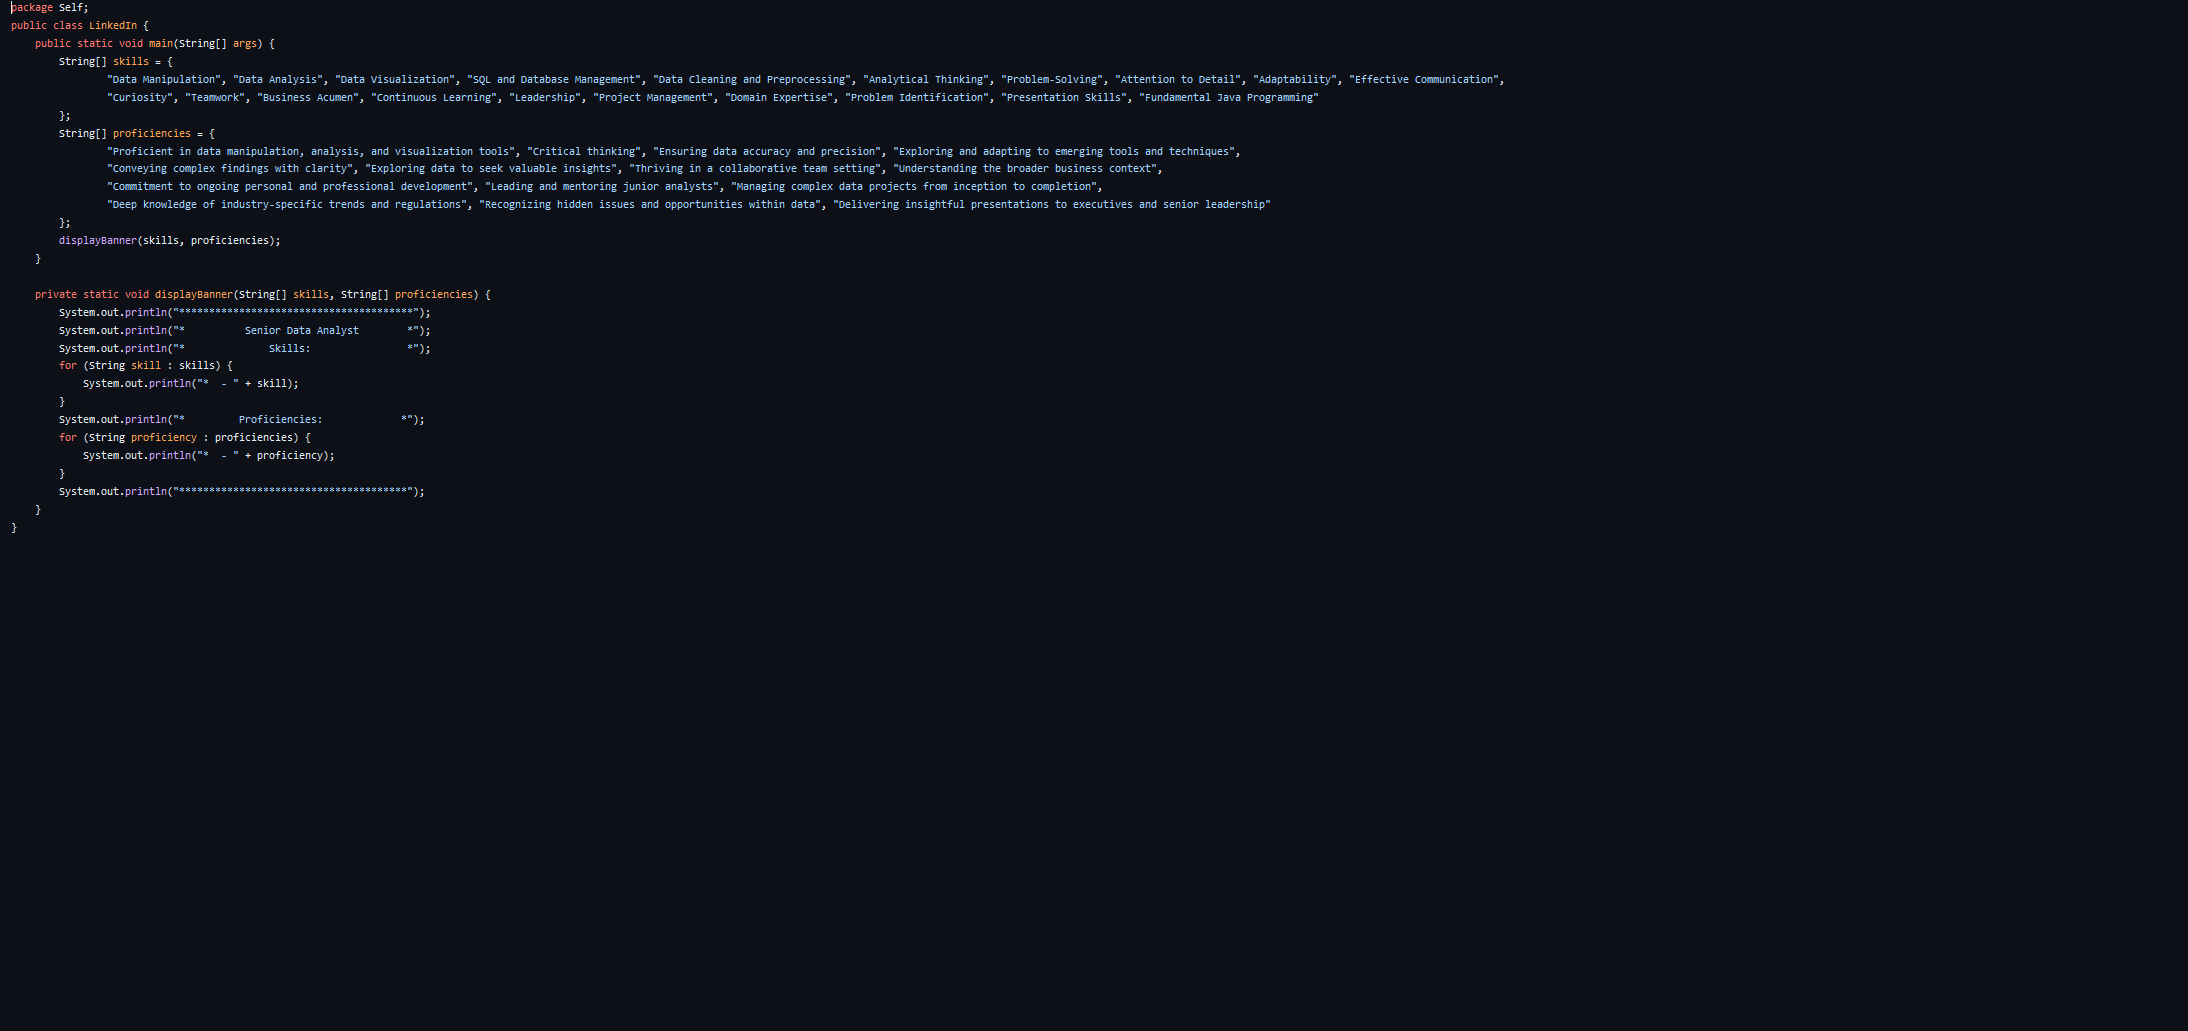 package Self;
public class LinkedIn {
    public static void main(String[] args) {
        String[] skills = {
                "Data Manipulation", "Data Analysis", "Data Visualization", "SQL and Database Management", "Data Cleaning and Preprocessing", "Analytical Thinking", "Problem-Solving", "Attention to Detail", "Adaptability", "Effective Communication",
                "Curiosity", "Teamwork", "Business Acumen", "Continuous Learning", "Leadership", "Project Management", "Domain Expertise", "Problem Identification", "Presentation Skills", "Fundamental Java Programming"
        };
        String[] proficiencies = {
                "Proficient in data manipulation, analysis, and visualization tools", "Critical thinking", "Ensuring data accuracy and precision", "Exploring and adapting to emerging tools and techniques",
                "Conveying complex findings with clarity", "Exploring data to seek valuable insights", "Thriving in a collaborative team setting", "Understanding the broader business context",
                "Commitment to ongoing personal and professional development", "Leading and mentoring junior analysts", "Managing complex data projects from inception to completion",
                "Deep knowledge of industry-specific trends and regulations", "Recognizing hidden issues and opportunities within data", "Delivering insightful presentations to executives and senior leadership"
        };
        displayBanner(skills, proficiencies);
    }

    private static void displayBanner(String[] skills, String[] proficiencies) {
        System.out.println("***************************************");
        System.out.println("*          Senior Data Analyst        *");
        System.out.println("*              Skills:                *");
        for (String skill : skills) {
            System.out.println("*  - " + skill);
        }
        System.out.println("*         Proficiencies:             *");
        for (String proficiency : proficiencies) {
            System.out.println("*  - " + proficiency);
        }
        System.out.println("**************************************");
    }
}